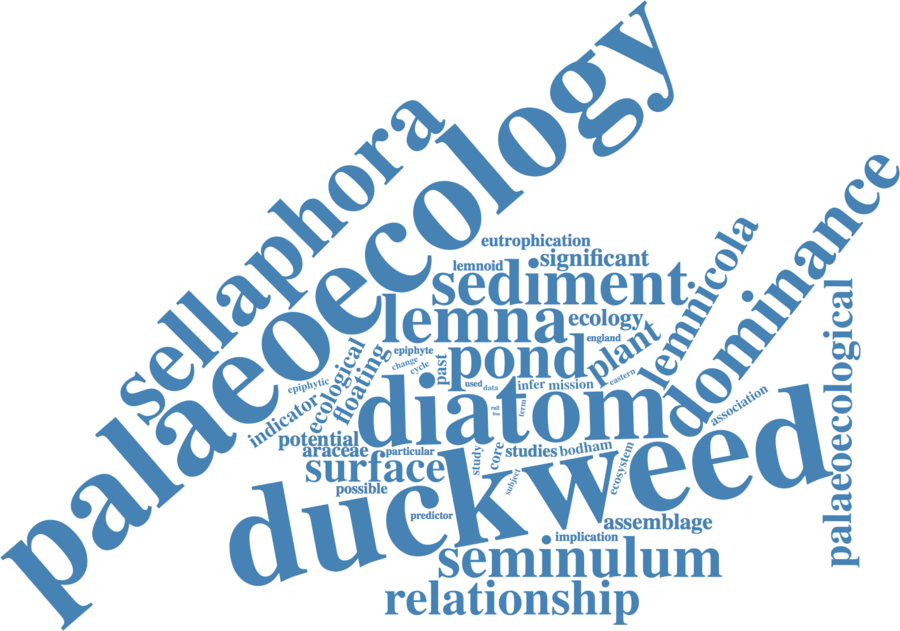 palaeoecology
sellaphora
eutrophication
significant
lemnoid
sediment
lemnicola
dominance
lemna
ecology
england
plant
palaeoecological
epiphyte
change
cycle
past
pond
eastern
epiphytic
ecological
floating
used
data
infer
mission
indicator
diatom
rull
term
association
potential
araceae
particular
study
core
studies
bodham
ecosystem
surface
subject
duckweed
possible
predictor
assemblage
implication
seminulum
relationship